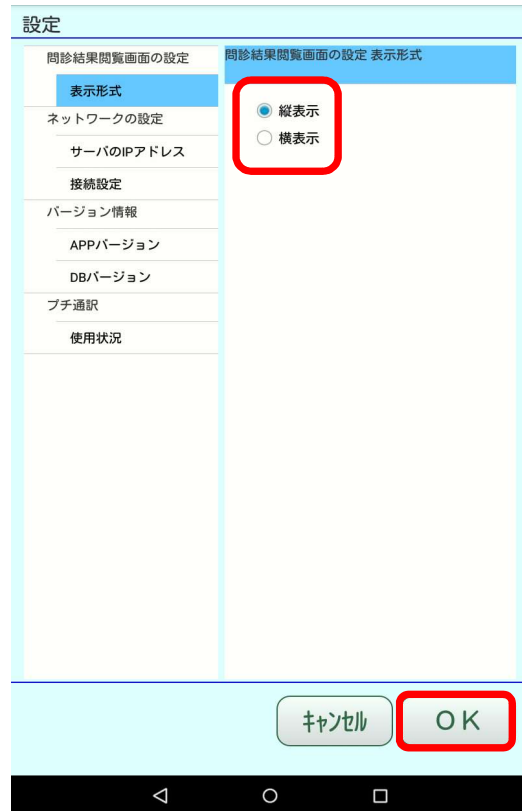 設定
問診結果閲覧画面の設定
表示形式
ネットワークの設定
サーバのIPアドレス
接続設定
バージョン情報
APPバージョン
DBバージョン
プチ通訳
使用状況
問診結果閲覧画面の設定 表示形式
縦表示
横表示
キャンセル
OK